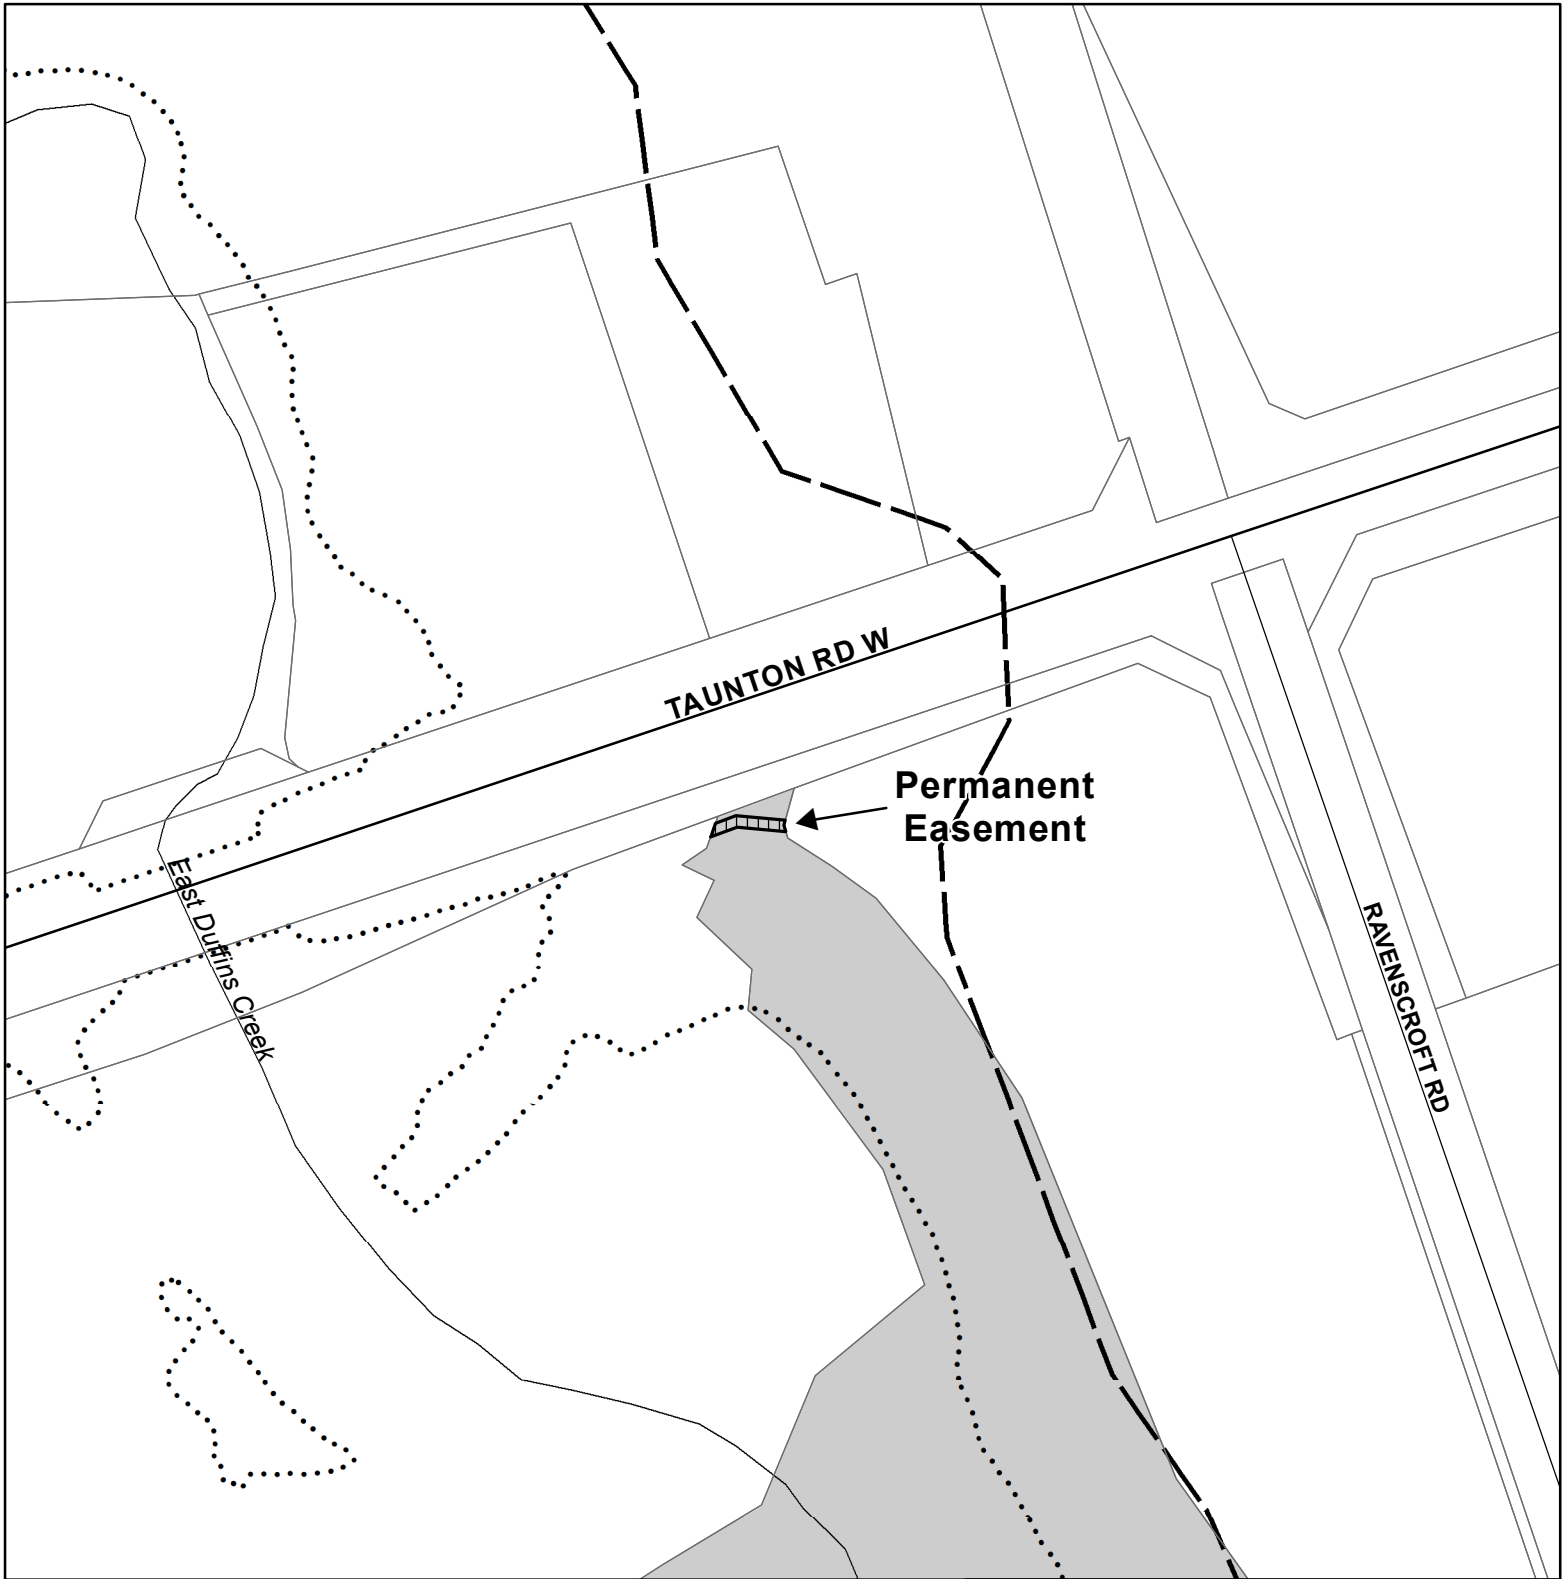 TAUNTON RD W
Permanent
Easement
East Duffins Creek
RAVENSCROFT RD